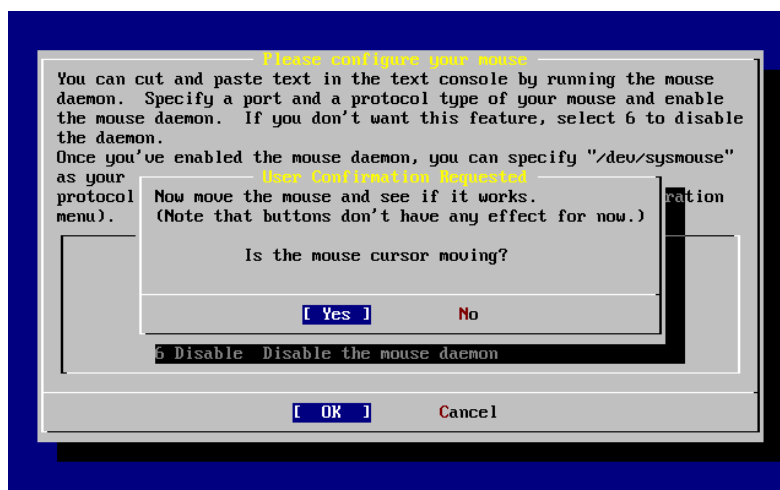 Please configure your mouse
You can cut and paste text in the text console by running the mouse
daemon.  Specify a port and a protocol type of your mouse and enable
the mouse daemon.  If you don't want this feature, select 6 to disable
the daemon.
Once you've enabled the mouse daemon, you can specify "/dev/sysmouse"
as your
User Confirmation Requested
protocol
ration
menu).
Now move the mouse and see if it works.
(Note that buttons don't have any effect for now.)
Is the mouse cursor moving?
[ Yes ] No
6 Disable  Disable the mouse daemon
[ OK ] Cancel